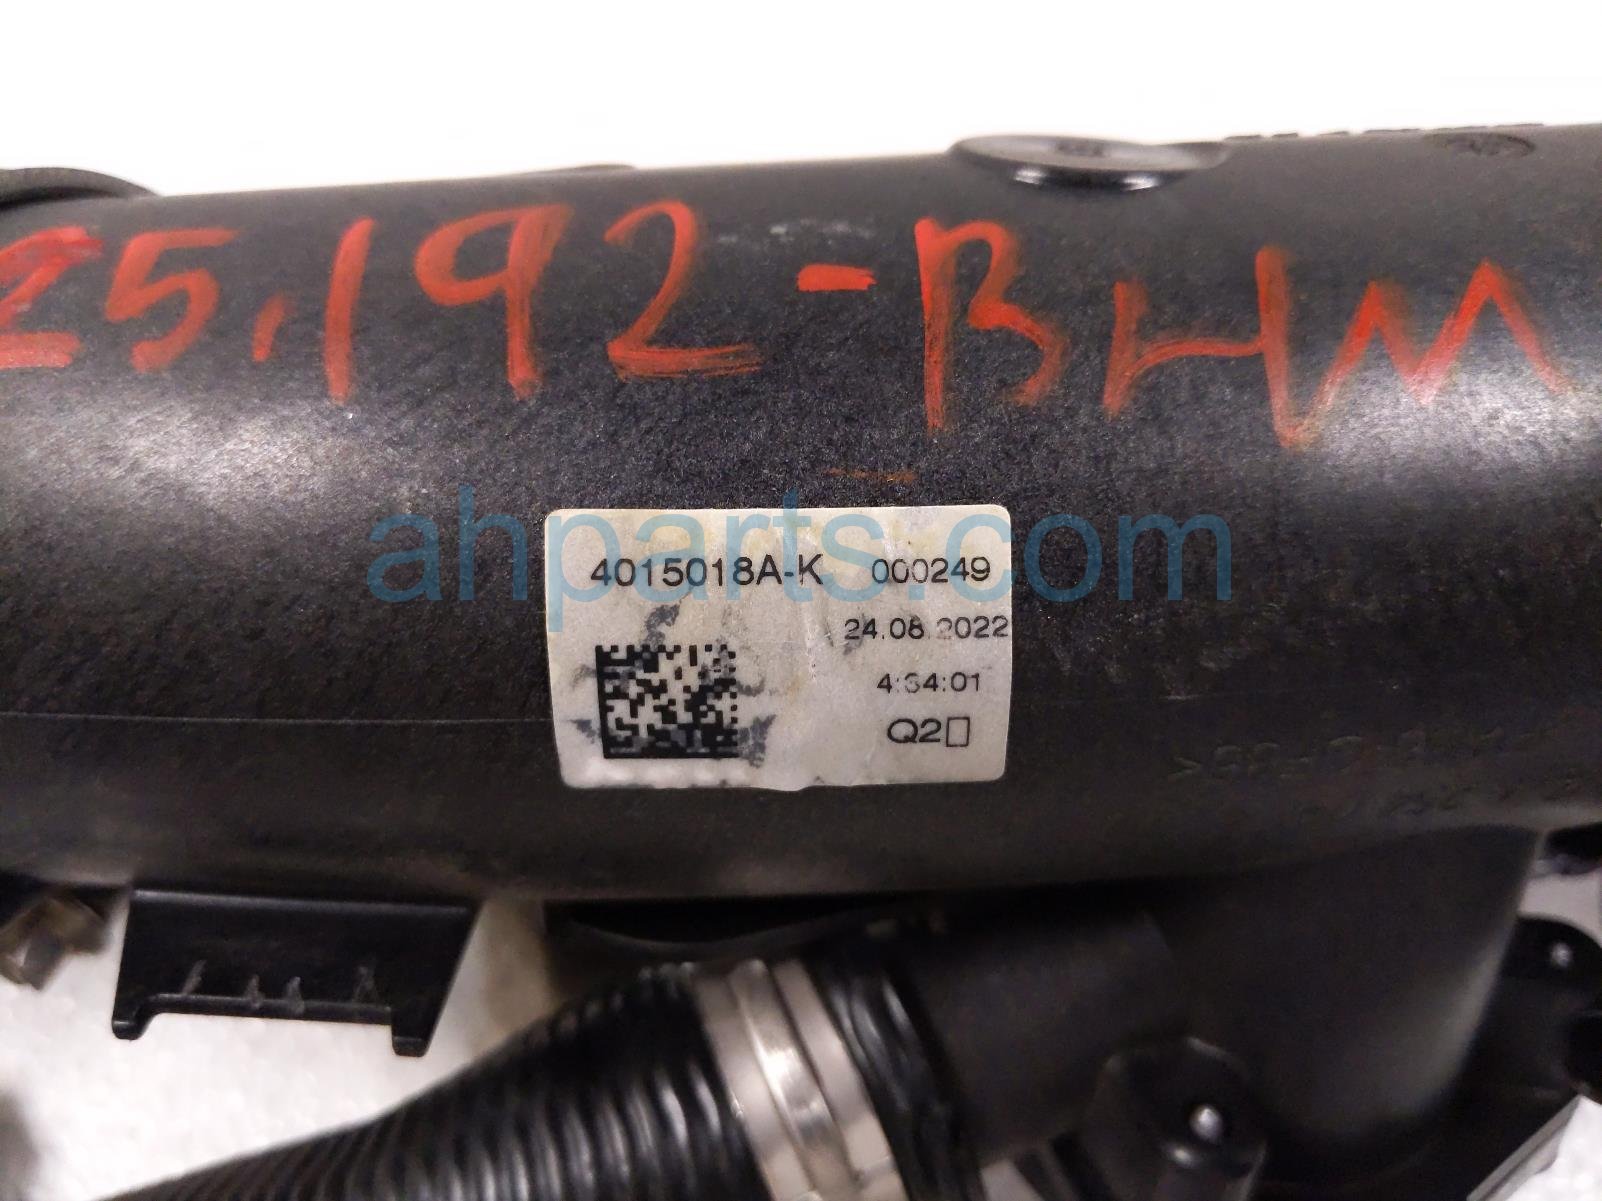 25,192-BHM
ahparts.com
4015018A-K 000249
24.08.2022
4:34:01
Q2▯